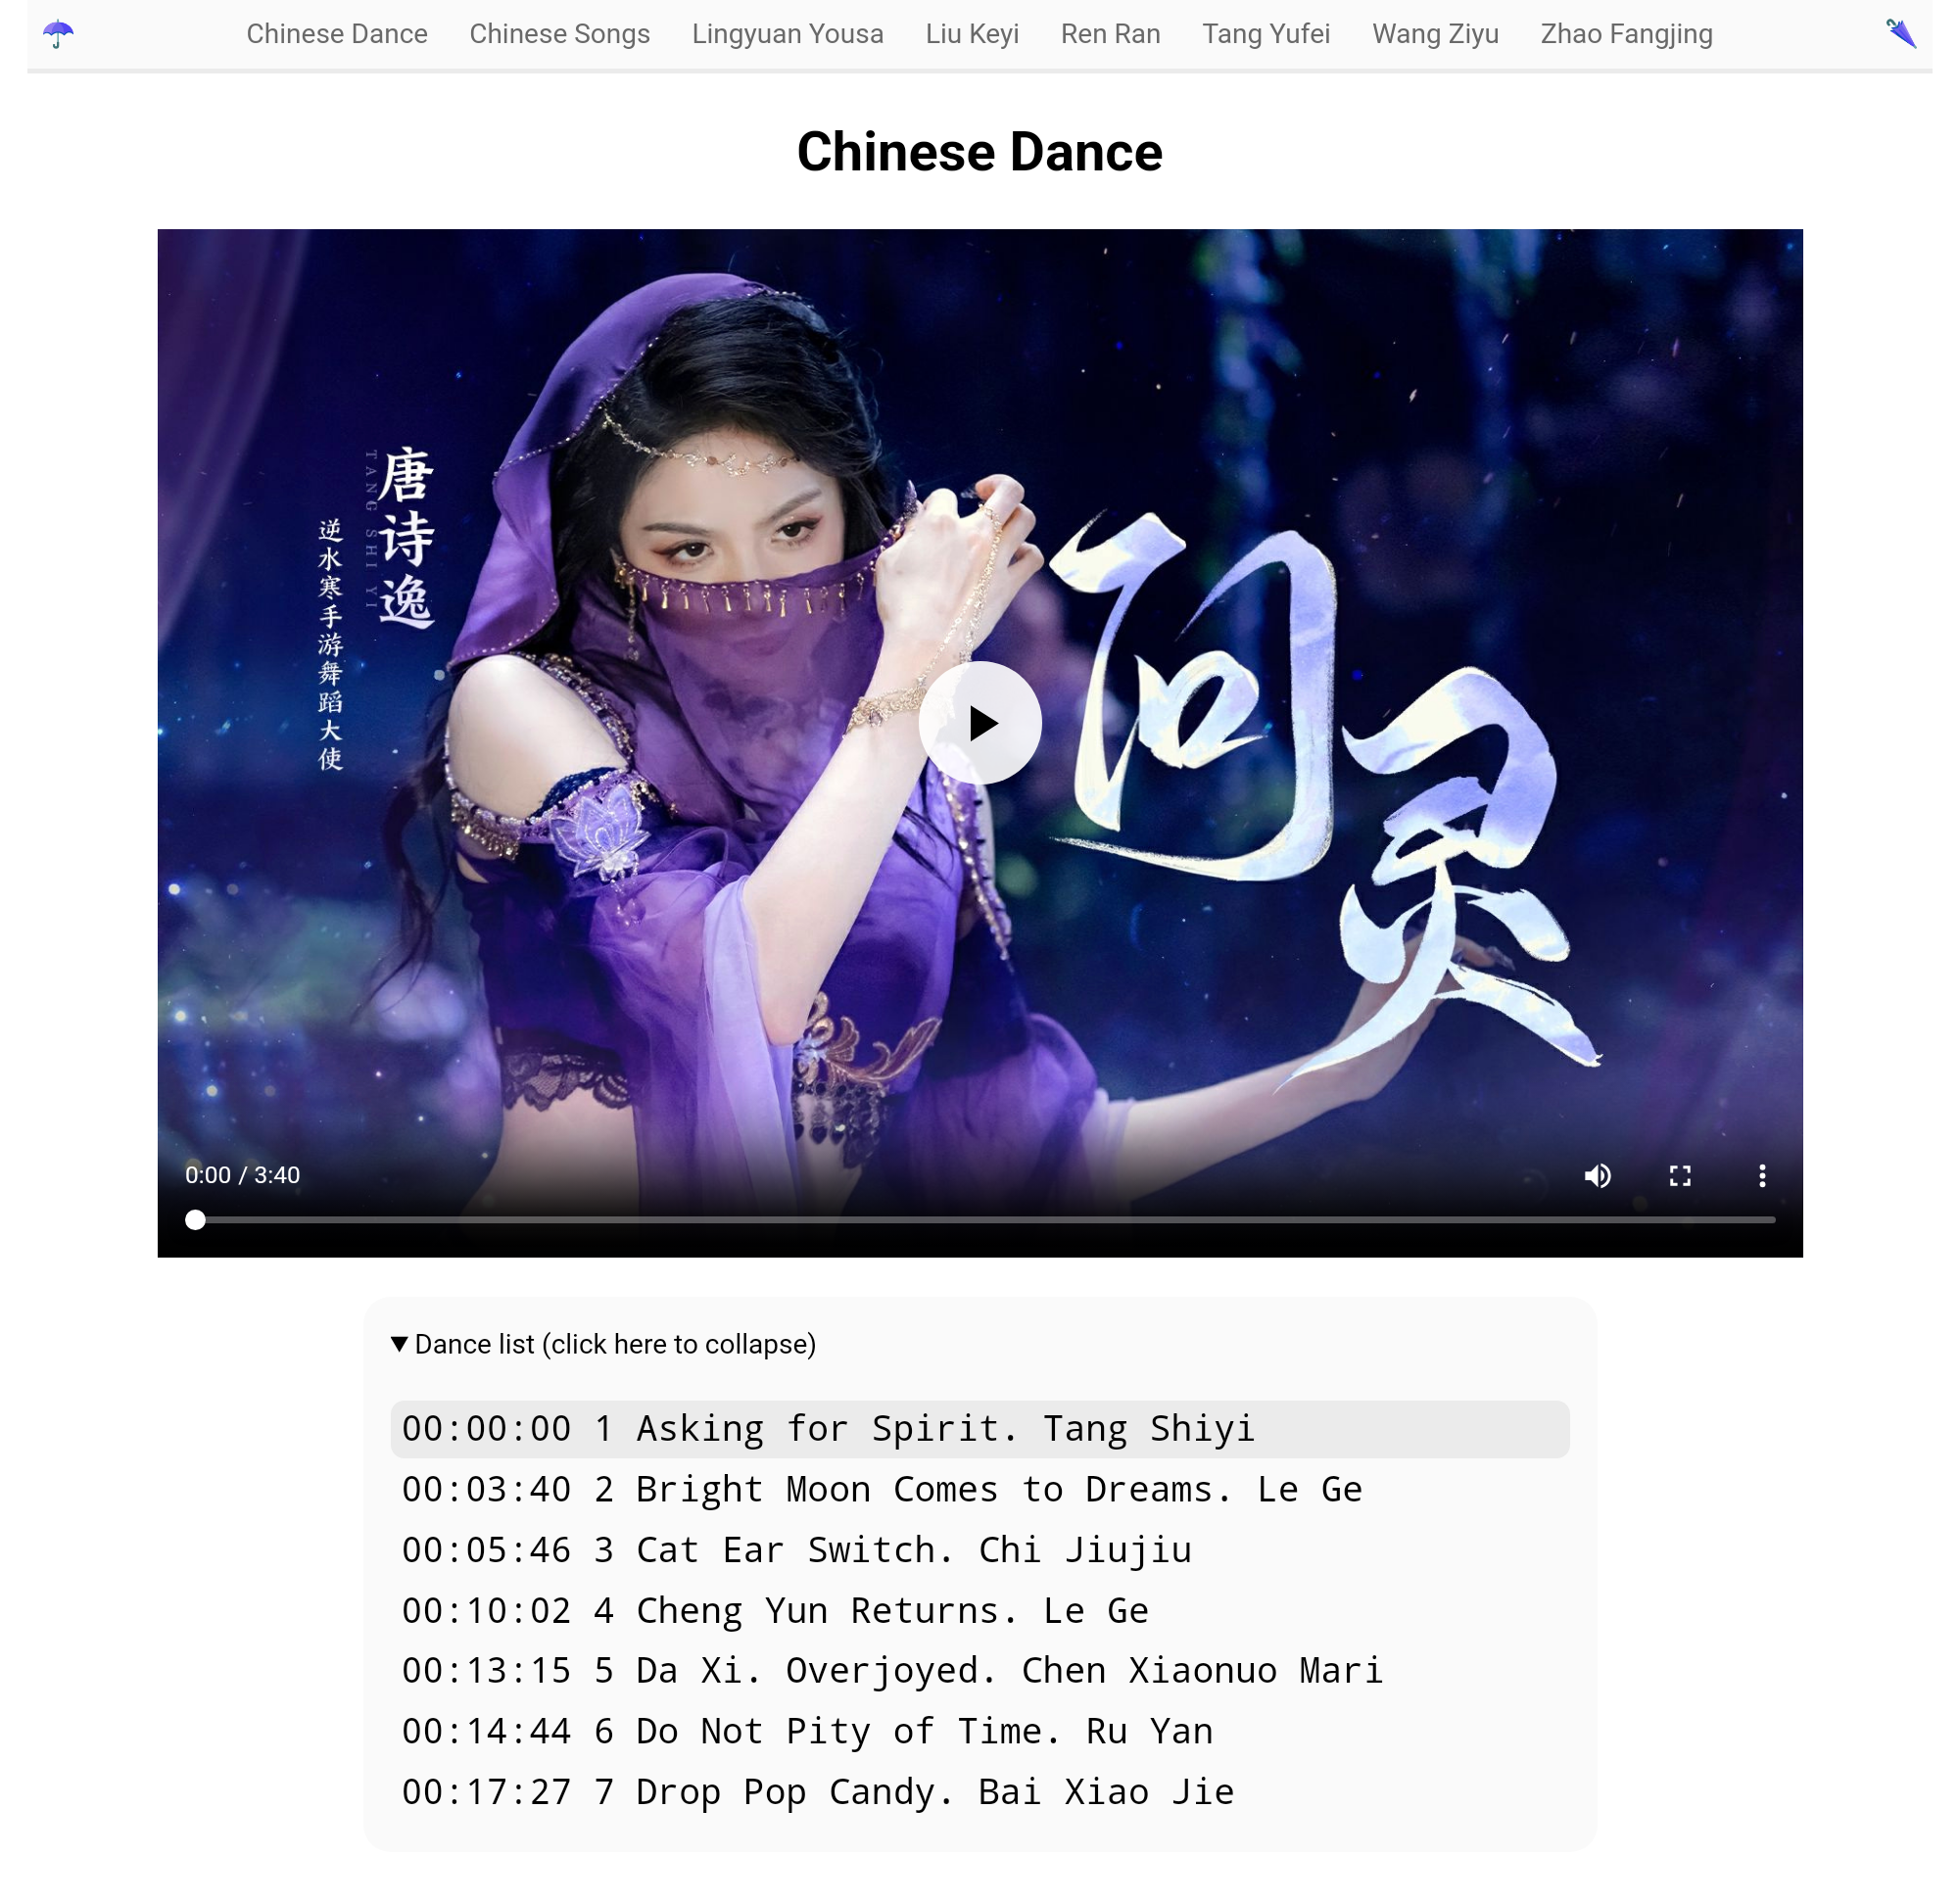 Chinese Dance Chinese Songs Lingyuan Yousa Liu Keyi Ren Ran Tang Yufei Wang Ziyu Zhao Fangjing
Chinese Dance
唐诗逸
TANG SHI YI
逆水寒手游舞蹈大使
问灵
0:00 / 3:40
▼ Dance list (click here to collapse)
00:00:00 1 Asking for Spirit. Tang Shiyi
00:03:40 2 Bright Moon Comes to Dreams. Le Ge
00:05:46 3 Cat Ear Switch. Chi Jiujiu
00:10:02 4 Cheng Yun Returns. Le Ge
00:13:15 5 Da Xi. Overjoyed. Chen Xiaonuo Mari
00:14:44 6 Do Not Pity of Time. Ru Yan
00:17:27 7 Drop Pop Candy. Bai Xiao Jie